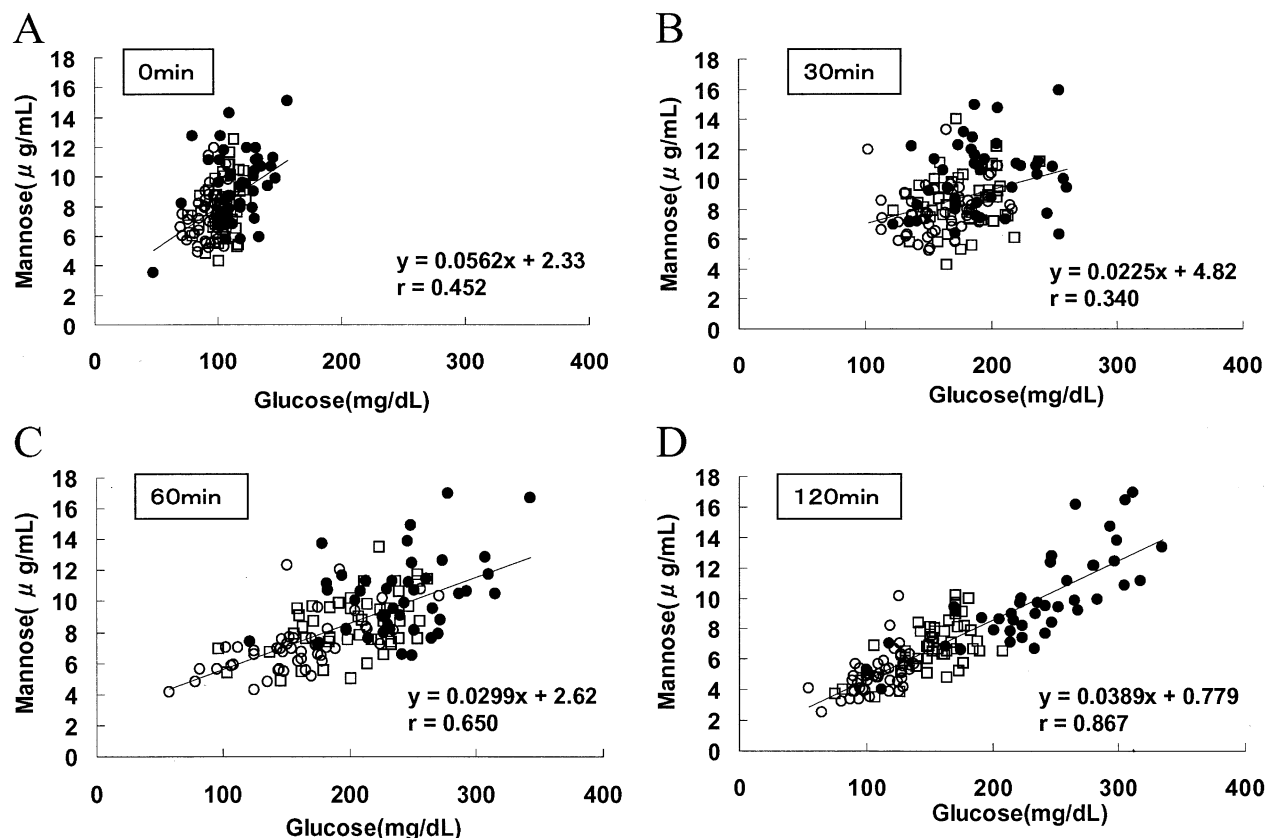 A
0min
18
16
14
12
10
8
6
4
2
0
Mannose(μ g/mL)
y = 0.0562x + 2.33
r = 0.452
0 100 200 300 400
Glucose(mg/dL)
B
30min
18
16
14
12
10
8
6
4
2
0
Mannose(μ g/mL)
y = 0.0225x + 4.82
r = 0.340
0 100 200 300 400
Glucose(mg/dL)
C
60min
18
16
14
12
10
8
6
4
2
0
Mannose(μ g/mL)
y = 0.0299x + 2.62
r = 0.650
0 100 200 300 400
Glucose(mg/dL)
D
120min
18
16
14
12
10
8
6
4
2
0
Mannose(μ g/mL)
y = 0.0389x + 0.779
r = 0.867
0 100 200 300 400
Glucose(mg/dL)